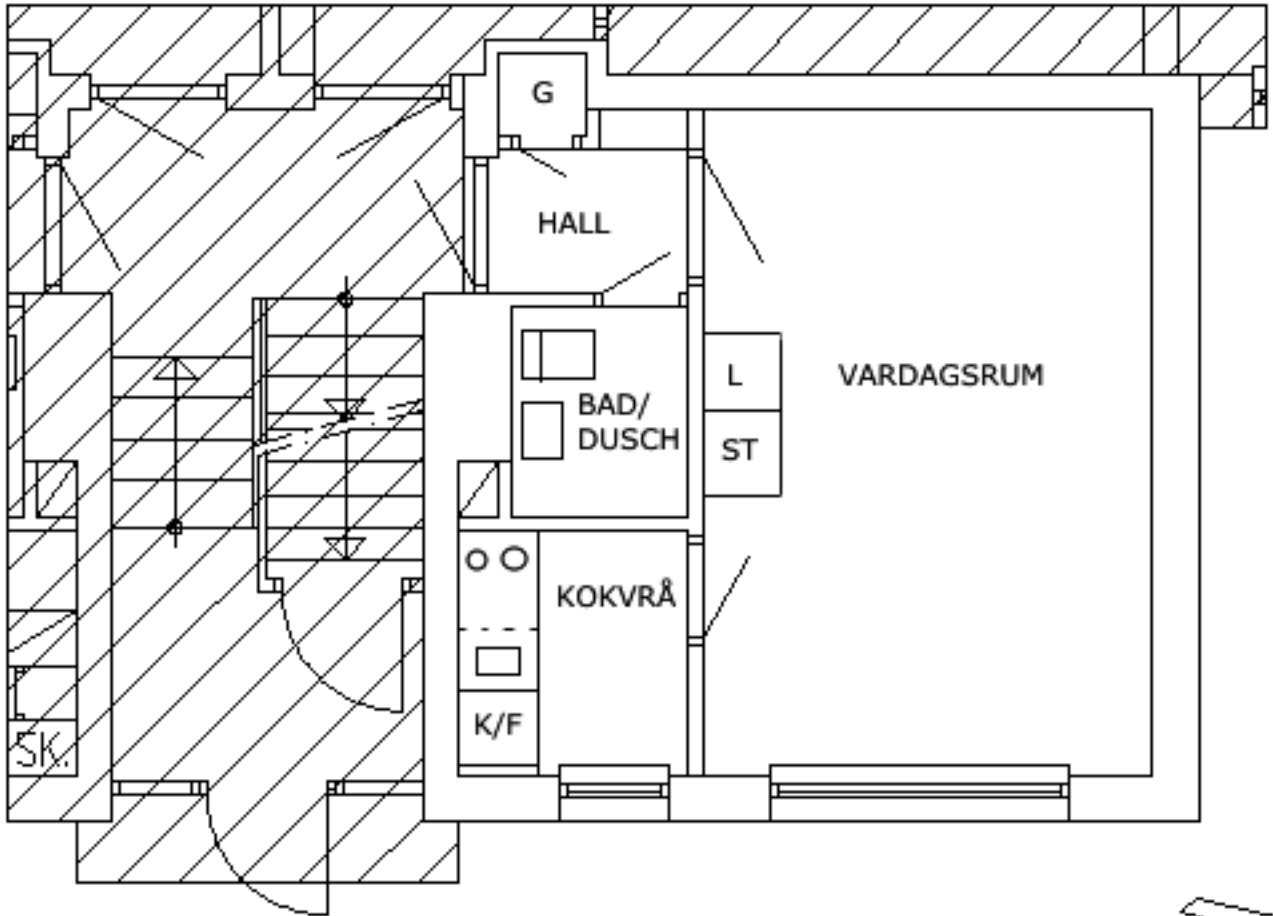 G
HALL
L
VARDAGSRUM
BAD/
DUSCH
ST
KOKVRÅ
K/F
SK.